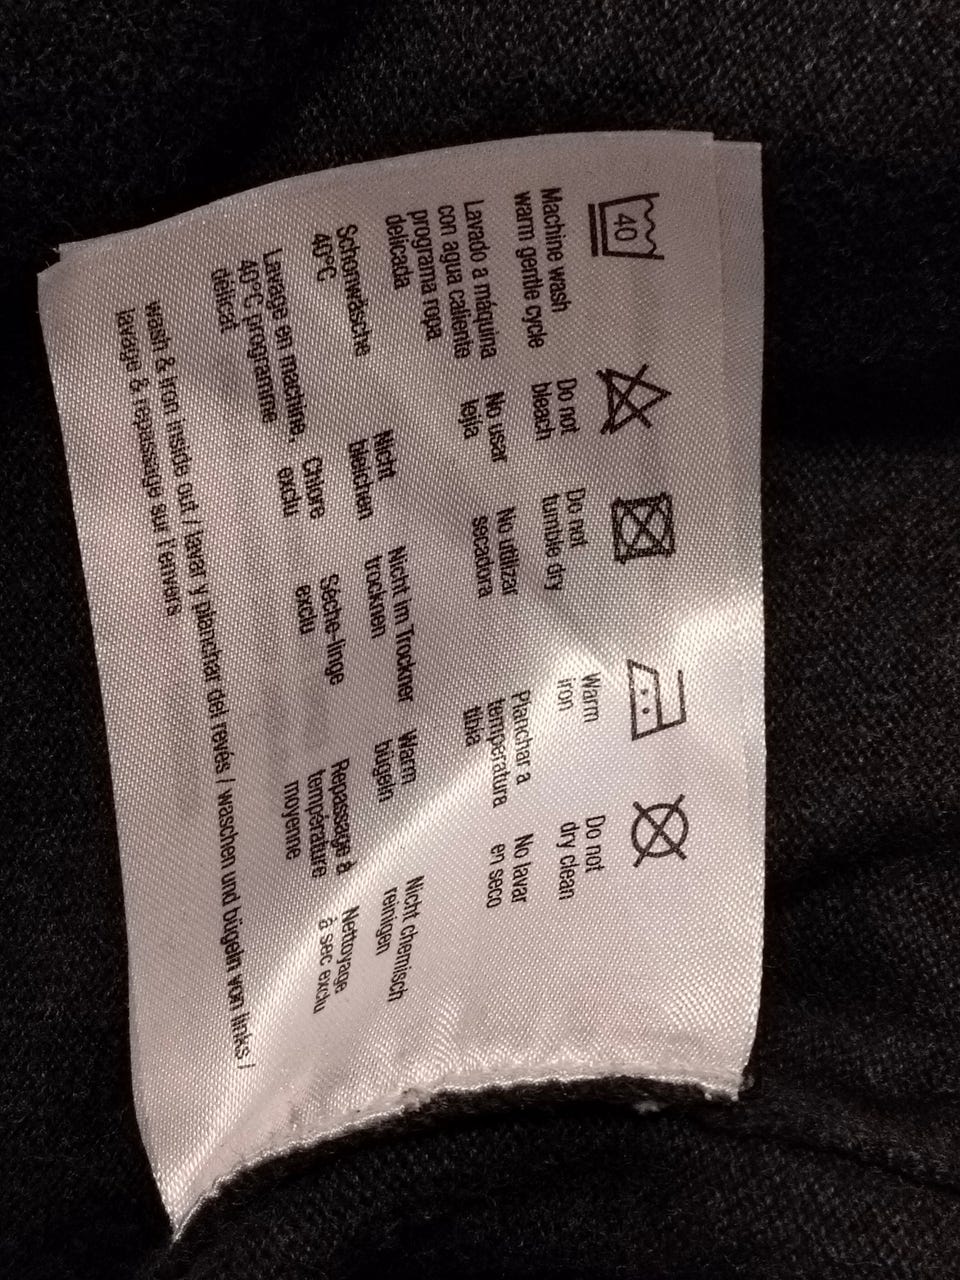 40
Machine wash
warm gentle cycle
Do not
bleach
Do not
tumble dry
Warm
iron
Do not
dry clean
Lavado a máquina
con agua caliente
programa ropa
delicada
No usar
lejia
No utilizar
secadora
Planchar a
temperatura
tibia
No lavar
en seco
Schonwäsche
40°C
Nicht
bleichen
Nicht im Trockner
trocknen
Warm
bügeln
Nicht chemisch
reinigen
Lavage en machine,
40°C programme
délicat
Chlore
exclu
Séche-linge
exclu
Repassage à
température
moyenne
Nettoyage
à sec exclu
wash & iron inside out / lavar y planchar del revés / waschen und bügeln von links /
lavage & repassage sur l'envers